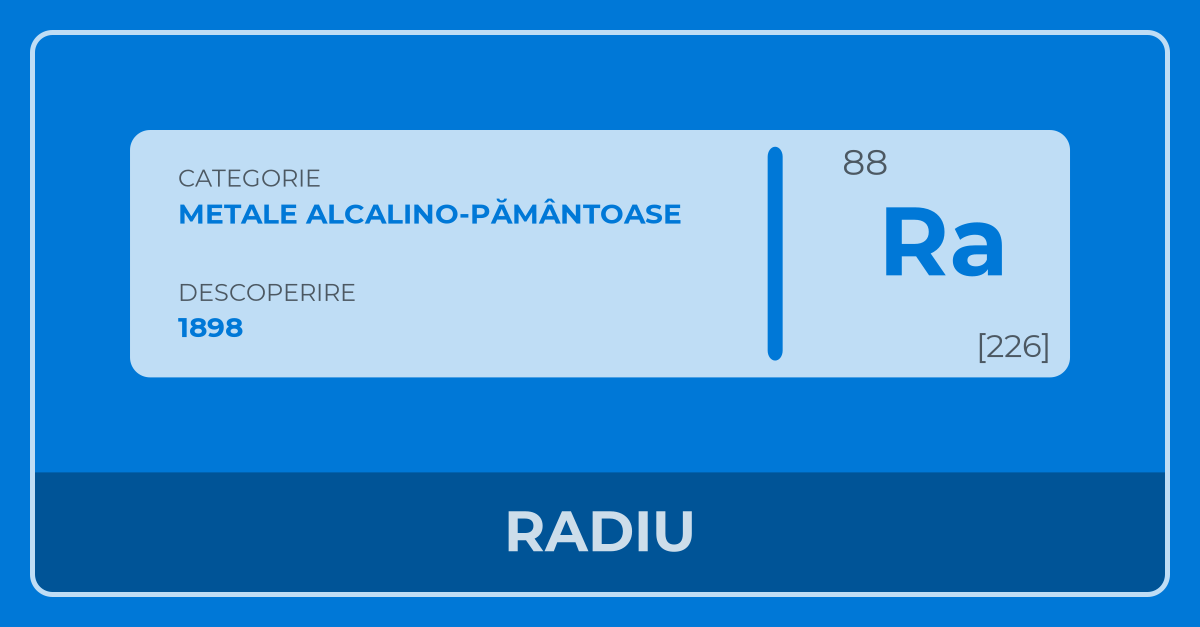 CATEGORIE
METALE ALCALINO-PĂMÂNTOASE
DESCOPERIRE
1898
88
Ra
[226]
RADIU